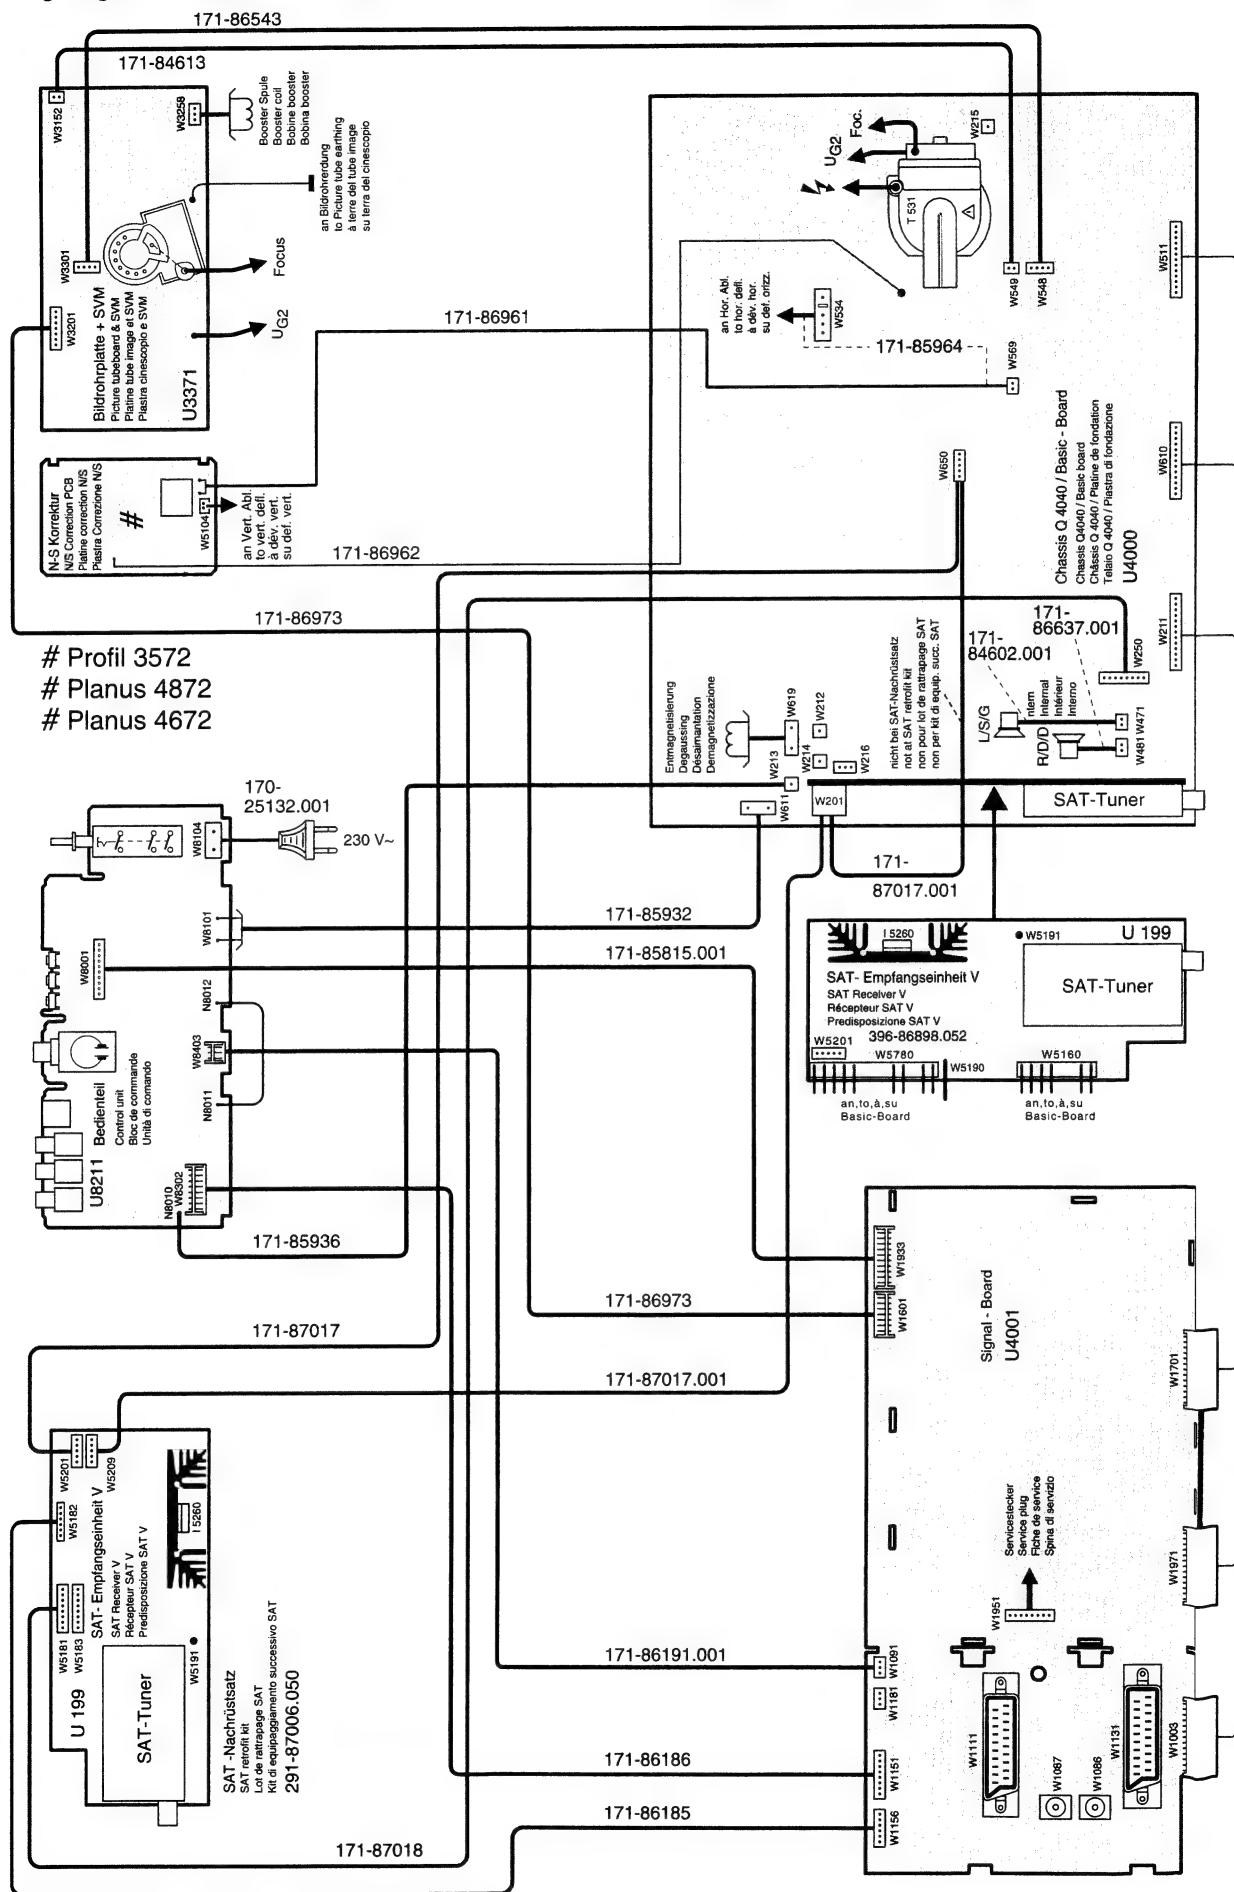 171-86543
171-84613
W3152
W3258
Booster Spule
Booster coil
Bobine booster
Bobina booster
an Bildrohrerdung
to Picture tube earthing
à terre del tube image
su terra del cinescopio
W3301
W3201
Focus
UG2
Bildrohrplatte + SVM
Picture tubeboard & SVM
Platine tube image et SVM
Piastra cinescopio e SVM
U3371
N-S Korrektur
N/S Correction PCB
Platine correction N/S
Piastra Correzione N/S
#
W5104
an Vert. Abl.
to vert. defl.
à dév. vert.
su def. vert.
171-86961
171-86962
171-86973
# Profil 3572
# Planus 4872
# Planus 4672
UG2
Foc.
W215
T 531
W549
W548
W511
an Hor. Abl.
to hor. defl.
à dév. hor.
su def. orizz.
W534
171-85964
W569
W650
W610
Chassis Q 4040 / Basic - Board
Chassis Q4040 / Basic board
Châssis Q 4040 / Platine de fondation
Telaio Q 4040 / Piastra di fondazione
U4000
171-
86637.001
171-
84602.001
W250
W211
L/S/G
R/D/D
ntern
Internal
Intérieur
Interno
W481
W471
nicht bei SAT-Nachrüstsatz
not at SAT retrofit kit
non pour lot de rattrapage SAT
non per kit di equip. succ. SAT
Entmagnetisierung
Degaussing
Désaimantation
Demagnetizzazione
W619
W212
W213
W214
W216
W611
W201
SAT-Tuner
170-
25132.001
W8104
230 V~
W8101
W8001
N8012
W8403
N8011
Bedienteil
Control unit
Bloc de commande
Unità di comando
U8211
N8010
W8302
171-85932
171-85815.001
171-
87017.001
I 5260
W5191
U 199
SAT- Empfangseinheit V
SAT Receiver V
Récepteur SAT V
Predisposizione SAT V
396-86898.052
SAT-Tuner
W5201
W5780
W5190
W5160
an,to,à,su
Basic-Board
an,to,à,su
Basic-Board
171-85936
171-86973
171-87017
171-87017.001
W1933
W1601
Signal - Board
U4001
W1701
W5201
W5209
W5182
W5181
W5183
U 199
SAT- Empfangseinheit V
SAT Receiver V
Récepteur SAT V
Predisposizione SAT V
I 5260
W5191
SAT-Tuner
SAT -Nachrüstsatz
SAT retrofit kit
Lot de rattrapage SAT
Kit di equipaggiamento successivo SAT
291-87006.050
Servicestecker
Service plug
Fiche de service
Spina di servizio
W1951
W1971
171-86191.001
W1091
W1181
171-86186
W1151
171-86185
W1156
171-87018
W1111
W1131
W1087
W1086
W1003